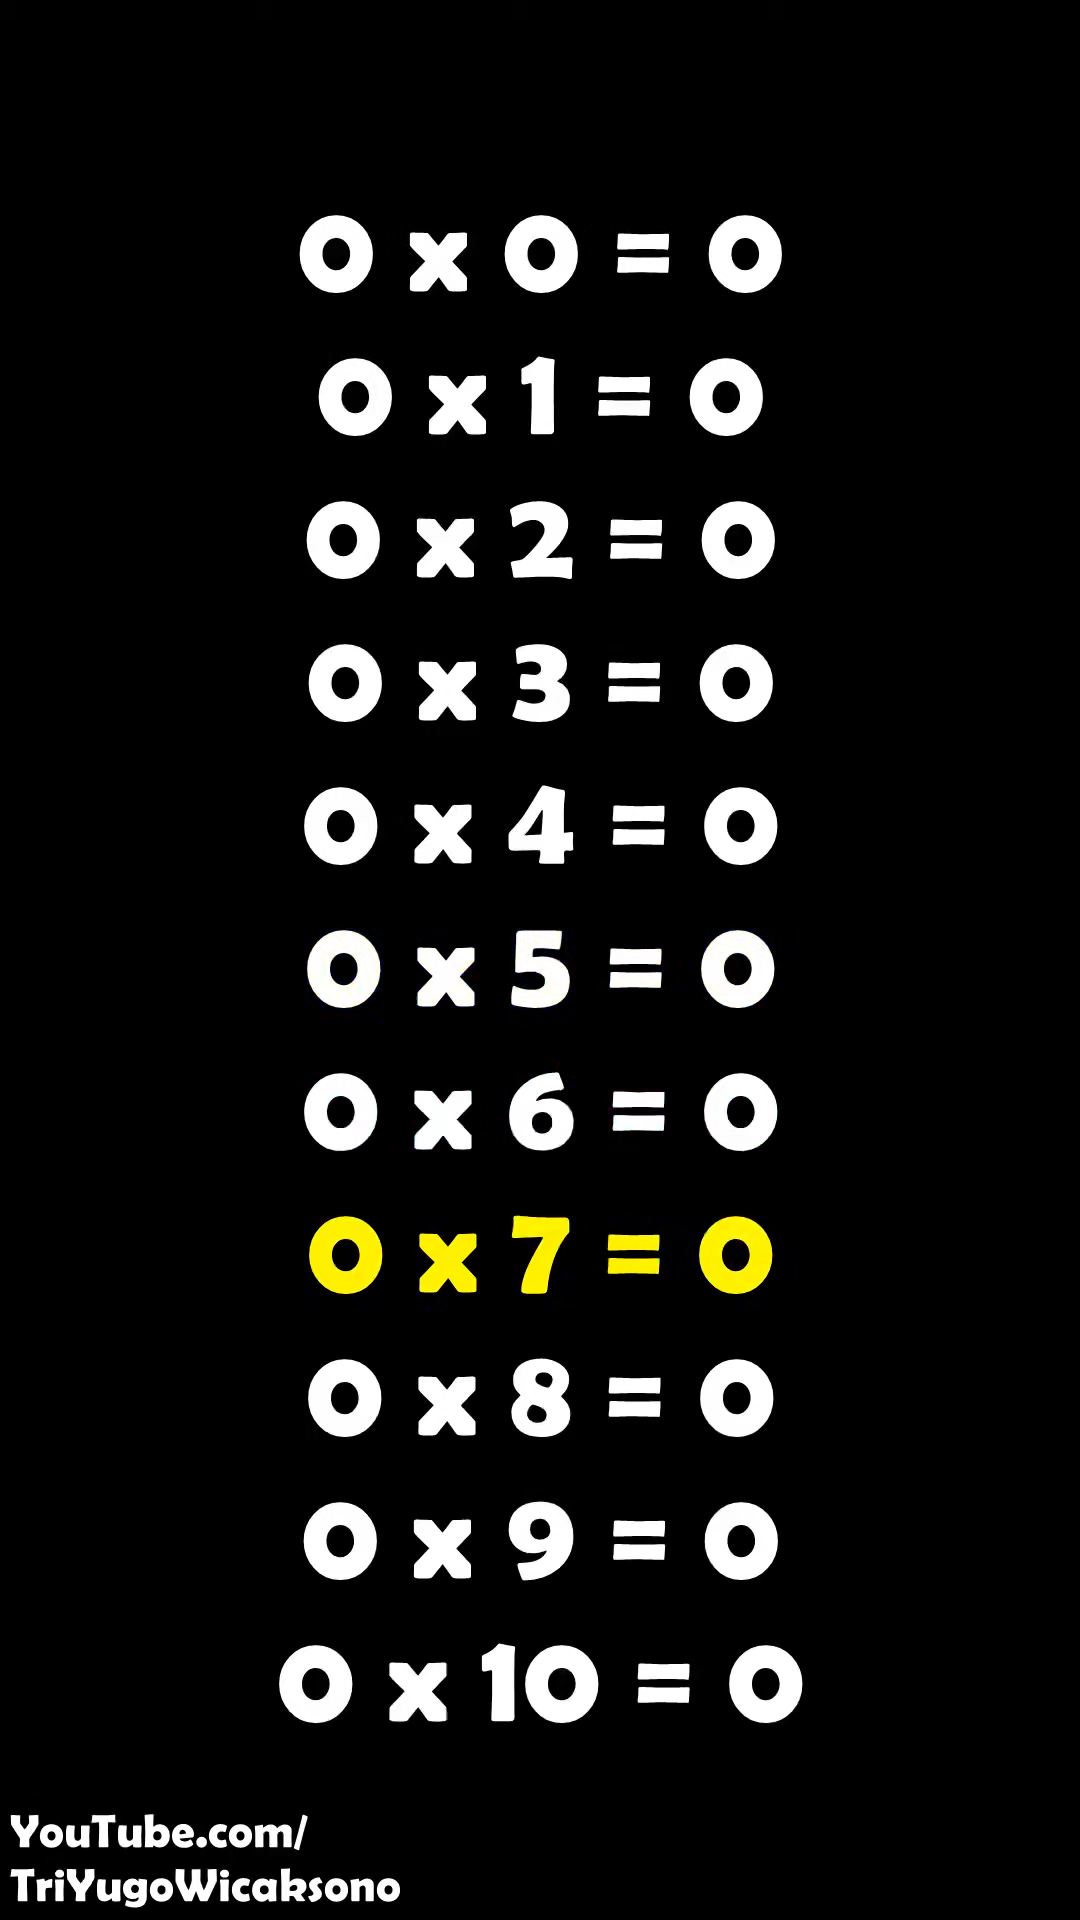 0 x 0 = 0
0 x 1 = 0
0 x 2 = 0
0 x 3 = 0
0 x 4 = 0
0 x 5 = 0
0 x 6 = 0
0 x 7 = 0
0 x 8 = 0
0 x 9 = 0
0 x 10 = 0
YouTube.com/
TriYugoWicaksono